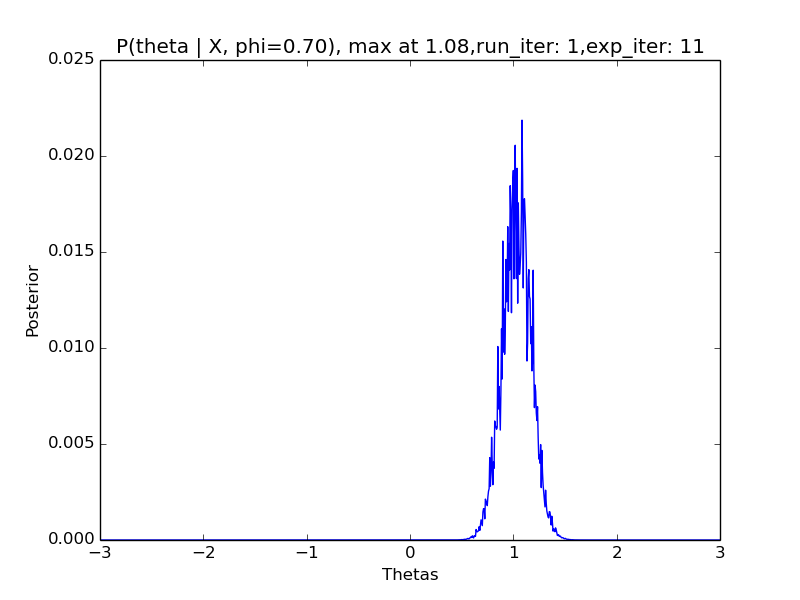 P(theta | X, phi=0.70), max at 1.08,run_iter: 1,exp_iter: 11
0.025
0.020
0.015
0.010
0.005
0.000
Posterior
−3 −2 −1 0 1 2 3
Thetas